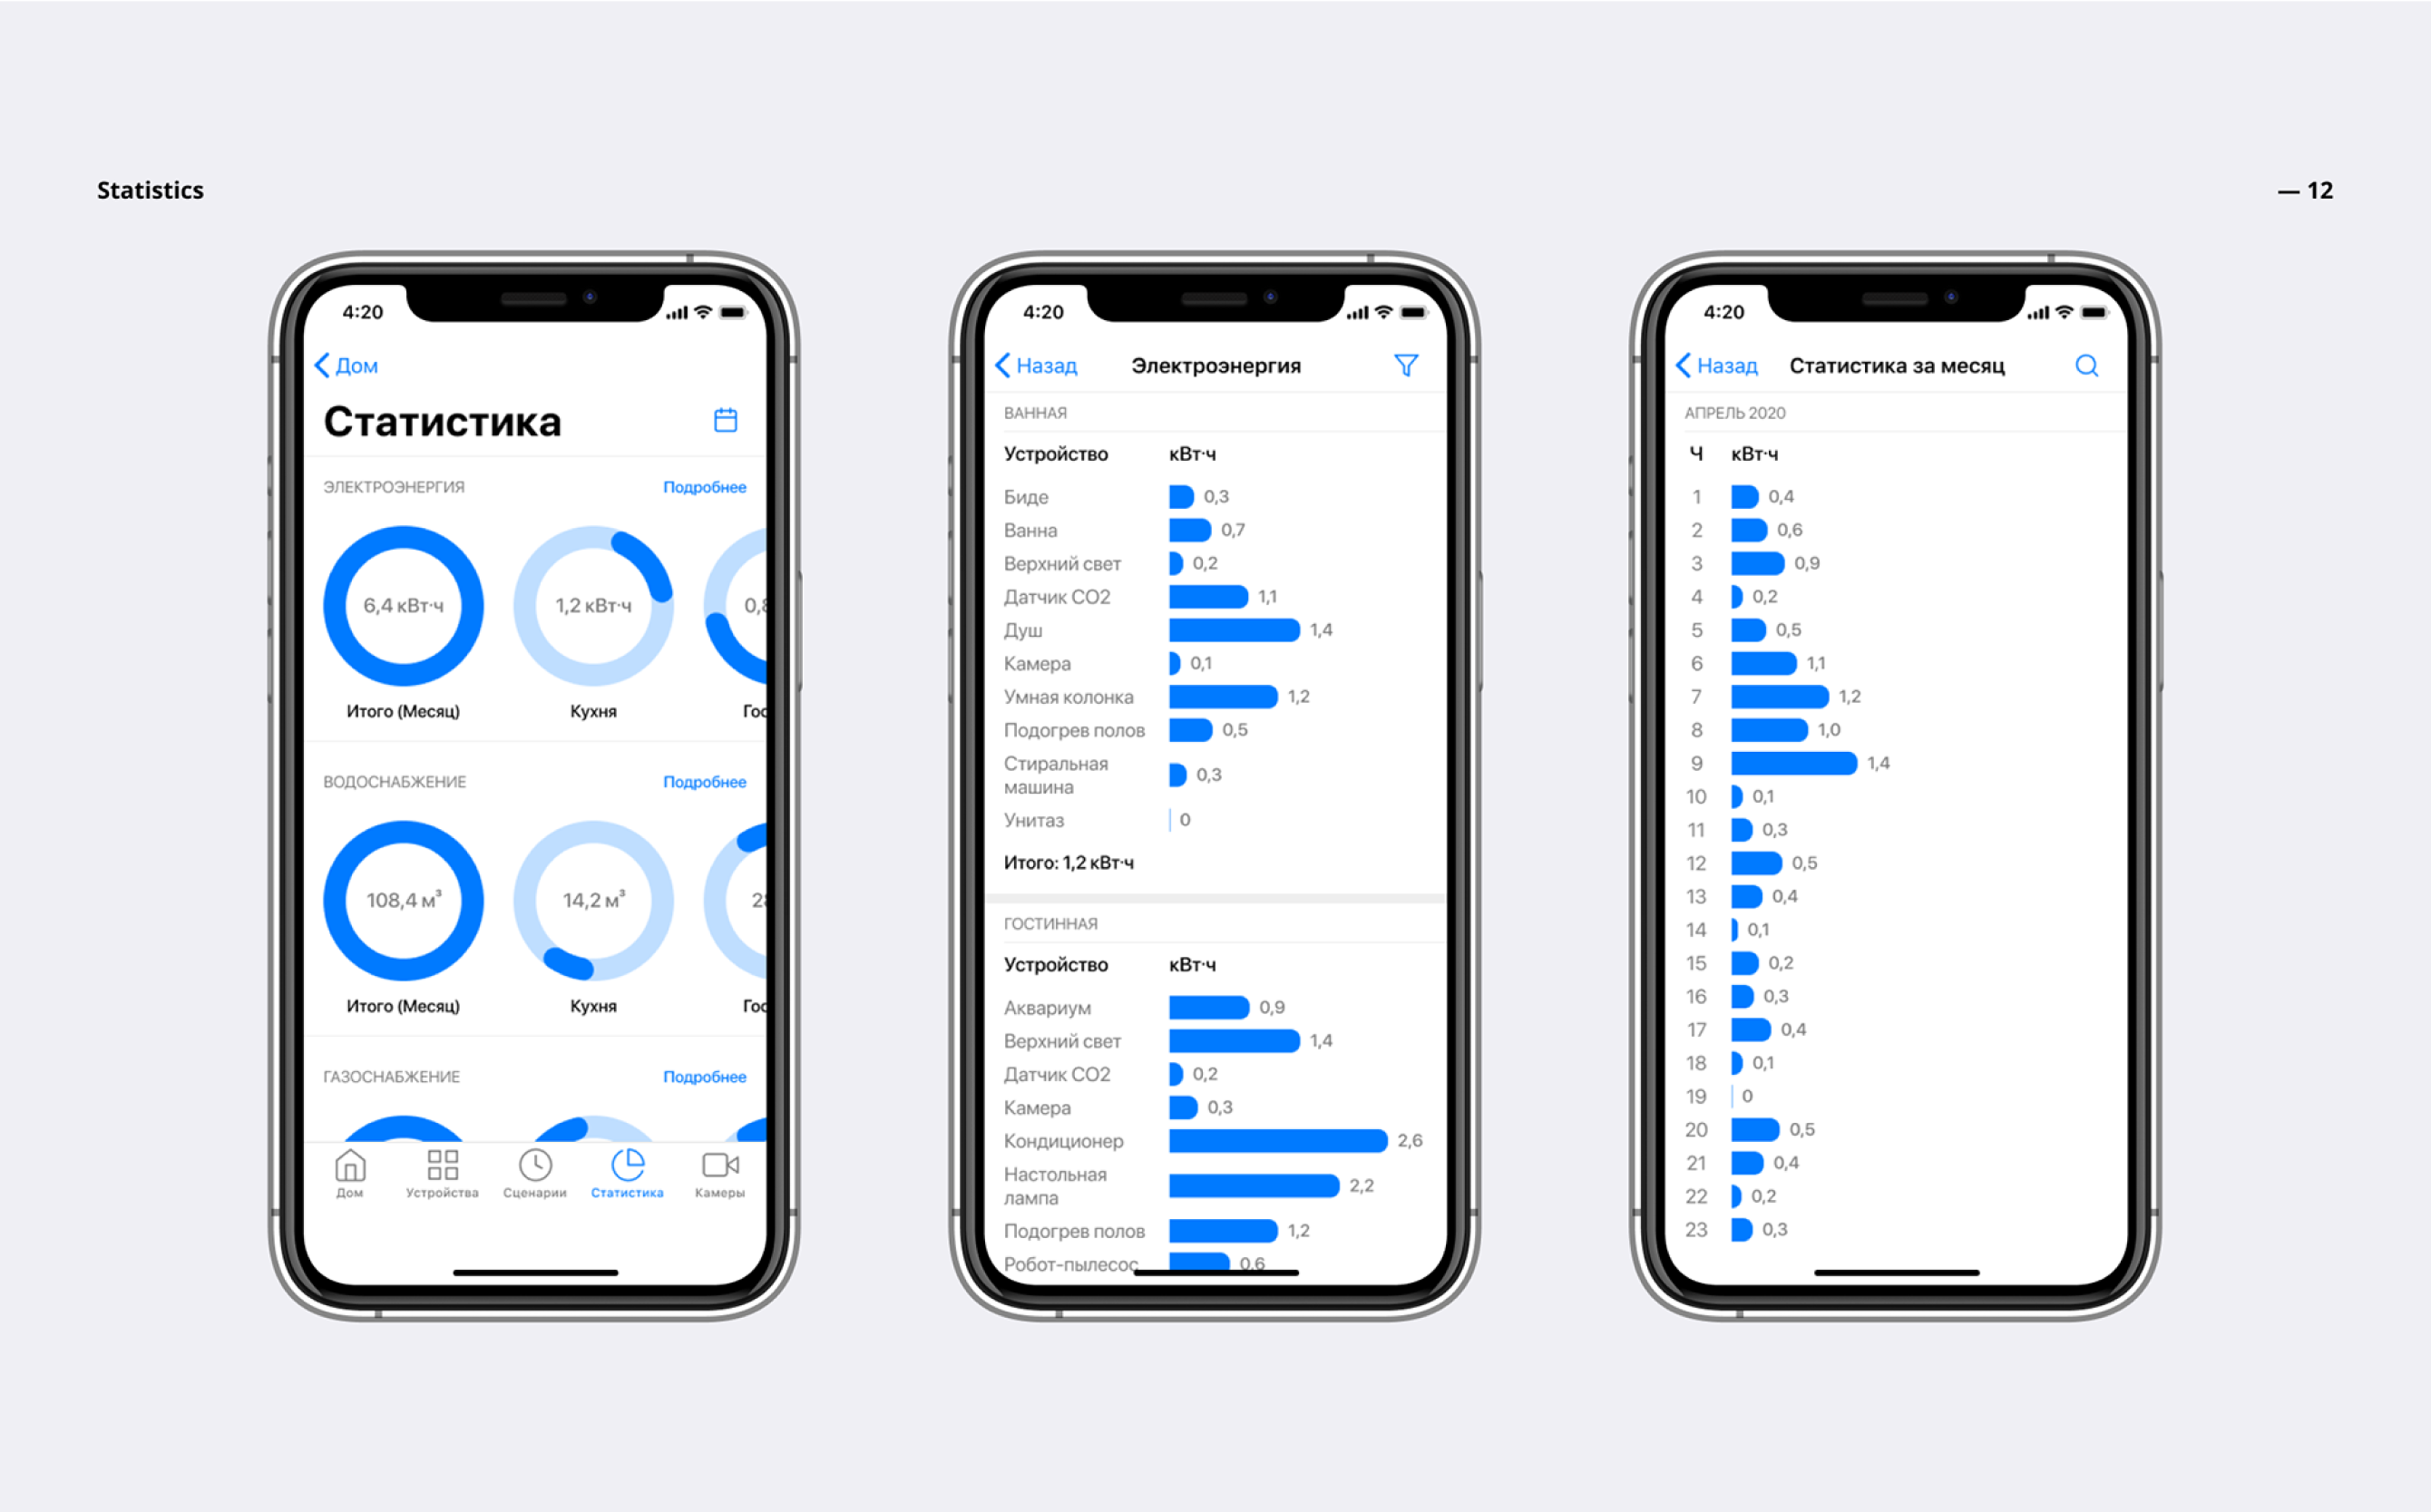 Statistics
— 12
4:20
Дом
Статистика
ЭЛЕКТРОЭНЕРГИЯ Подробнее
6,4 кВт·ч 1,2 кВт·ч 0,8
Итого (Месяц) Кухня Гос
ВОДОСНАБЖЕНИЕ Подробнее
108,4 м³ 14,2 м³ 28
Итого (Месяц) Кухня Гос
ГАЗОСНАБЖЕНИЕ Подробнее
Дом Устройства Сценарии Статистика Камеры
4:20
Назад Электроэнергия
ВАННАЯ
Устройство кВт·ч
Биде 0,3
Ванна 0,7
Верхний свет 0,2
Датчик CO2 1,1
Душ 1,4
Камера 0,1
Умная колонка 1,2
Подогрев полов 0,5
Стиральная
машина 0,3
Унитаз 0
Итого: 1,2 кВт·ч
ГОСТИННАЯ
Устройство кВт·ч
Аквариум 0,9
Верхний свет 1,4
Датчик CO2 0,2
Камера 0,3
Кондиционер 2,6
Настольная
лампа 2,2
Подогрев полов 1,2
Робот-пылесос 0,6
4:20
Назад Статистика за месяц
АПРЕЛЬ 2020
Ч кВт·ч
1 0,4
2 0,6
3 0,9
4 0,2
5 0,5
6 1,1
7 1,2
8 1,0
9 1,4
10 0,1
11 0,3
12 0,5
13 0,4
14 0,1
15 0,2
16 0,3
17 0,4
18 0,1
19 0
20 0,5
21 0,4
22 0,2
23 0,3